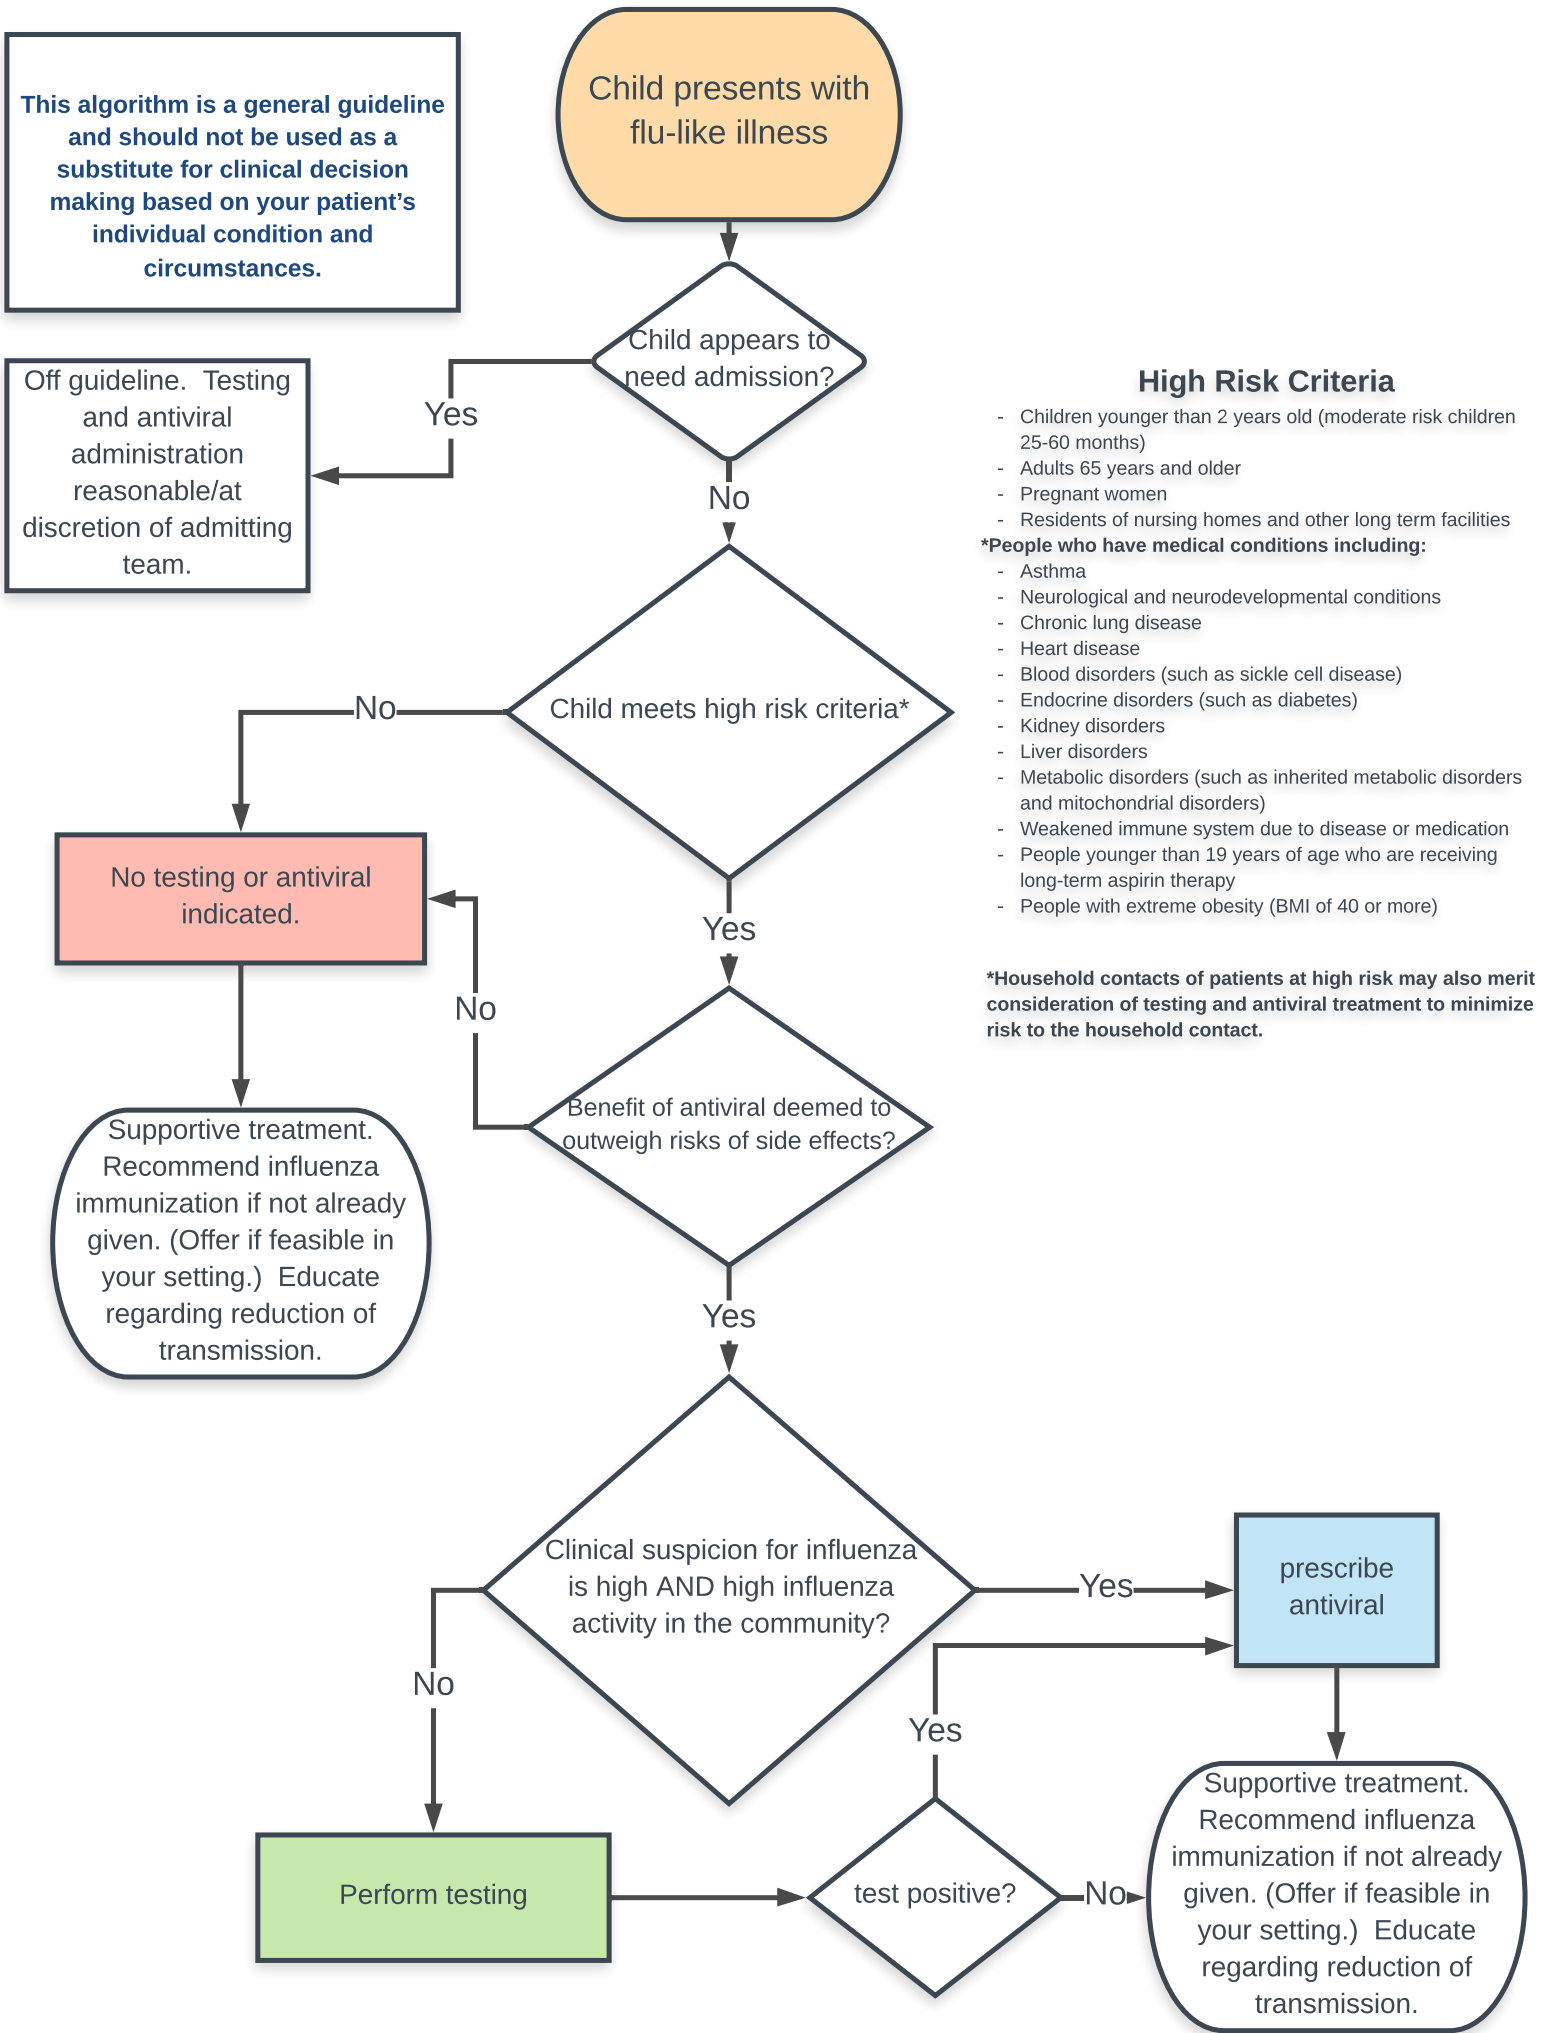 This algorithm is a general guideline
and should not be used as a
substitute for clinical decision
making based on your patient’s
individual condition and
circumstances.
Child presents with
flu-like illness
Child appears to
need admission?
Yes
Off guideline.  Testing
and antiviral
administration
reasonable/at
discretion of admitting
team.
No
High Risk Criteria
- Children younger than 2 years old (moderate risk children
25-60 months)
- Adults 65 years and older
- Pregnant women
- Residents of nursing homes and other long term facilities
*People who have medical conditions including:
- Asthma
- Neurological and neurodevelopmental conditions
- Chronic lung disease
- Heart disease
- Blood disorders (such as sickle cell disease)
- Endocrine disorders (such as diabetes)
- Kidney disorders
- Liver disorders
- Metabolic disorders (such as inherited metabolic disorders
and mitochondrial disorders)
- Weakened immune system due to disease or medication
- People younger than 19 years of age who are receiving
long-term aspirin therapy
- People with extreme obesity (BMI of 40 or more)
*Household contacts of patients at high risk may also merit
consideration of testing and antiviral treatment to minimize
risk to the household contact.
Child meets high risk criteria*
No
No testing or antiviral
indicated.
Yes
No
Benefit of antiviral deemed to
outweigh risks of side effects?
Supportive treatment.
Recommend influenza
immunization if not already
given. (Offer if feasible in
your setting.)  Educate
regarding reduction of
transmission.
Yes
Clinical suspicion for influenza
is high AND high influenza
activity in the community?
Yes
prescribe
antiviral
No
Yes
Perform testing
test positive?
No
Supportive treatment.
Recommend influenza
immunization if not already
given. (Offer if feasible in
your setting.)  Educate
regarding reduction of
transmission.